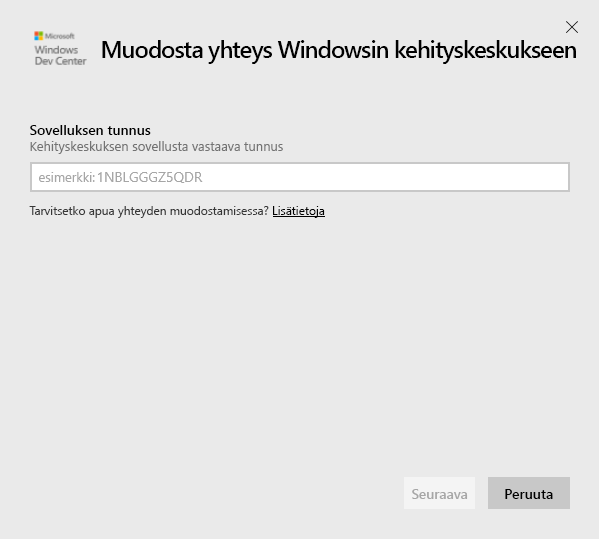 Microsoft
Windows
Dev Center
Muodosta yhteys Windowsin kehityskeskukseen
Sovelluksen tunnus
Kehityskeskuksen sovellusta vastaava tunnus
esimerkki: 1NBLGGGZ5QDR
Tarvitsetko apua yhteyden muodostamisessa? Lisätietoja
Seuraava
Peruuta